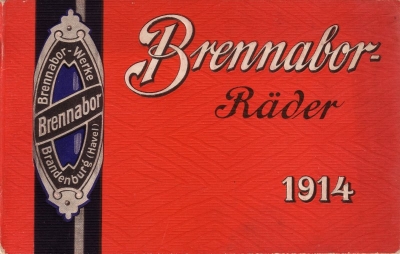 Brennabor-
Räder
1914
Brennabor-Werke
Brennabor
Brandenburg (Havel)